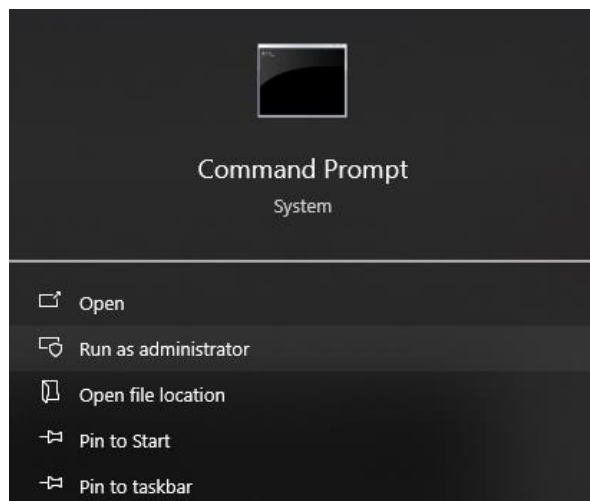 Command Prompt
System
Open
Run as administrator
Open file location
Pin to Start
Pin to taskbar